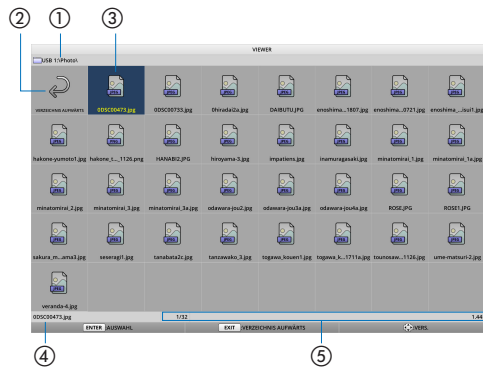 ② ① ③
VIEWER
USB 1:\Photo\
VERZEICHNIS AUFWÄRTS 0DSC00473.jpg 0DSC00733.jpg 0hiradai2a.jpg DAIBUTU.JPG enoshima...1807.jpg enoshima...0721.jpg enoshima_...isui1.jpg
hakone-yumoto1.jpg hakone_t..._1126.png HANABI2.JPG hiroyama-3.jpg impatiens.jpg inamuragasaki.jpg minatomirai_1.jpg minatomirai_1a.jpg
minatomirai_2.jpg minatomirai_3.jpg minatomirai_3a.jpg odawara-jou2.jpg odawara-jou3a.jpg odawara-jou4a.jpg ROSE.JPG ROSE1.JPG
sakura_m...ama3.jpg seseragi1.jpg tanabata2c.jpg tanzawako_3.jpg togawa_kouen1.jpg togawa_k...1711a.jpg tounosaw...1126.jpg ume-matsuri-2.jpg
veranda-4.jpg
0DSC00473.jpg 1/32 1.44
ENTER :AUSWAHL EXIT :VERZEICHNIS AUFWÄRTS :VERS.
④ ⑤